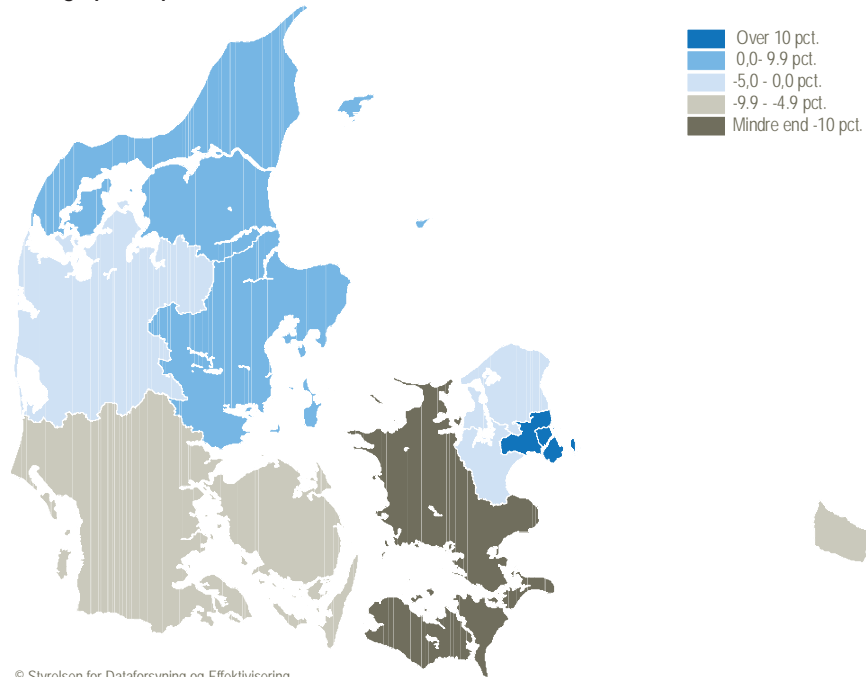 Over 10 pct.
0,0- 9.9 pct.
-5,0 - 0,0 pct.
-9.9 - -4.9 pct.
Mindre end -10 pct.
© Styrelsen for Dataforsyning og Effektivisering